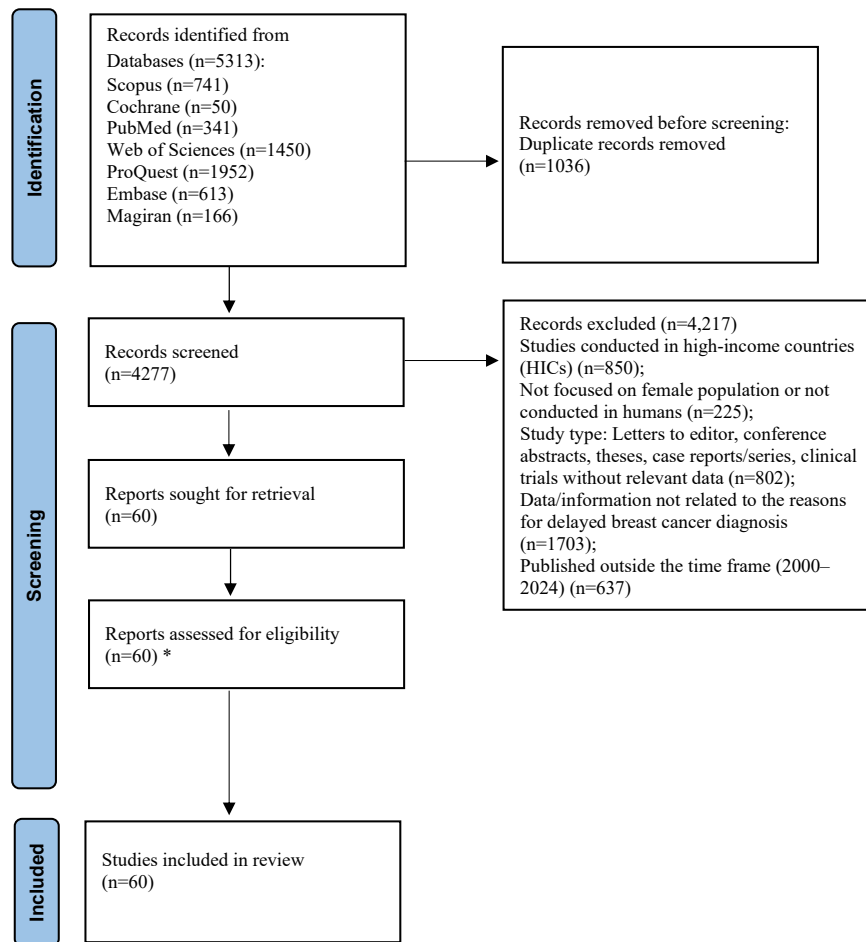 Identification
Records identified from
Databases (n=5313):
Scopus (n=741)
Cochrane (n=50)
PubMed (n=341)
Web of Sciences (n=1450)
ProQuest (n=1952)
Embase (n=613)
Magiran (n=166)
Records removed before screening:
Duplicate records removed
(n=1036)
Screening
Records screened
(n=4277)
Records excluded (n=4,217)
Studies conducted in high-income countries
(HICs) (n=850);
Not focused on female population or not
conducted in humans (n=225);
Study type: Letters to editor, conference
abstracts, theses, case reports/series, clinical
trials without relevant data (n=802);
Data/information not related to the reasons
for delayed breast cancer diagnosis
(n=1703);
Published outside the time frame (2000–
2024) (n=637)
Reports sought for retrieval
(n=60)
Reports assessed for eligibility
(n=60) *
Included
Studies included in review
(n=60)